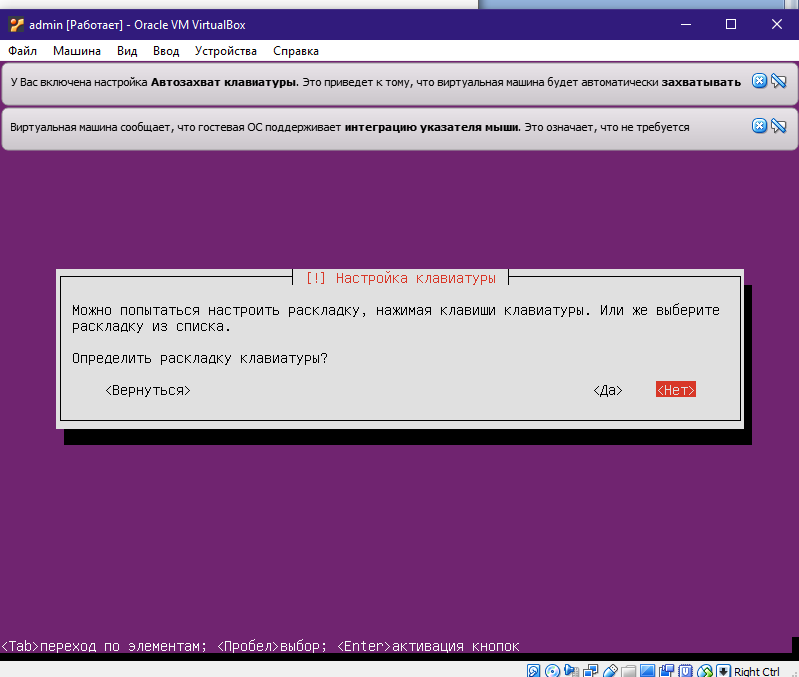 admin [Работает] - Oracle VM VirtualBox
Файл Машина Вид Ввод Устройства Справка
У Вас включена настройка Автозахват клавиатуры. Это приведет к тому, что виртуальная машина будет автоматически захватывать
Виртуальная машина сообщает, что гостевая ОС поддерживает интеграцию указателя мыши. Это означает, что не требуется
[!] Настройка клавиатуры
Можно попытаться настроить раскладку, нажимая клавиши клавиатуры. Или же выберите
раскладку из списка.
Определить раскладку клавиатуры?
<Вернуться> <Да> <Нет>
<Tab>переход по элементам; <Пробел>выбор; <Enter>активация кнопок
Right Ctrl